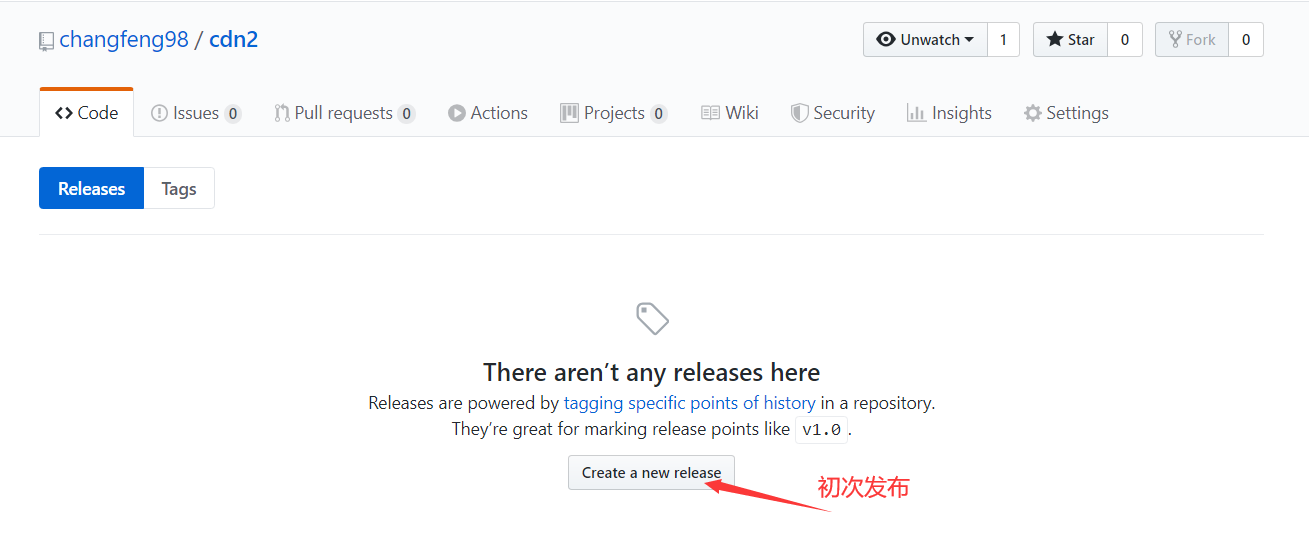 changfeng98 / cdn2
Unwatch 1 Star 0 Fork 0
Code Issues 0 Pull requests 0 Actions Projects 0 Wiki Security Insights Settings
Releases Tags
There aren’t any releases here
Releases are powered by tagging specific points of history in a repository.
They’re great for marking release points like v1.0.
Create a new release
初次发布